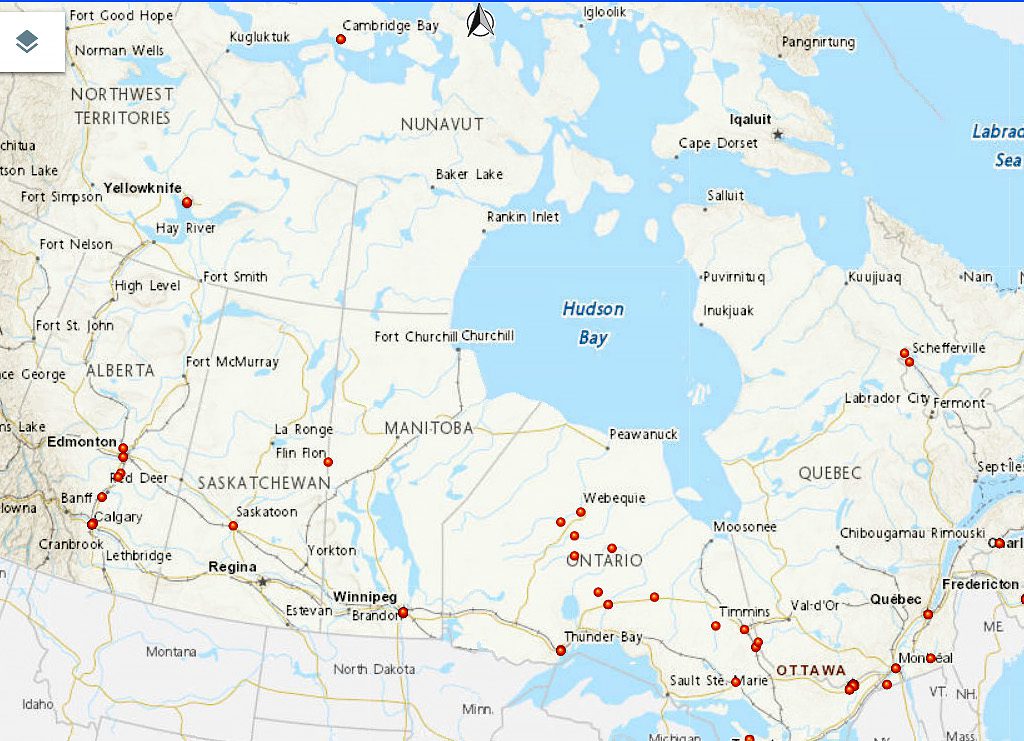 Fort Good Hope
Cambridge Bay
Igloolik
Kugluktuk
Norman Wells
Pangnirtung
NORTHWEST
TERRITORIES
NUNAVUT
Iqaluit
Labrad
Sea
Cape Dorset
chitua
tson Lake
Baker Lake
Yellowknife
Fort Simpson
Salluit
Rankin Inlet
Hay River
Fort Nelson
Fort Smith
Puvirnituq
Kuujjuaq
Nain
N
High Level
Hudson
Bay
Inukjuak
Fort St. John
Fort Churchill
Churchill
Schefferville
Fort McMurray
ce George
ALBERTA
Labrador City
Fermont
ns Lake
La Ronge
MANITOBA
Peawanuck
Edmonton
Flin Flon
Sept-Îles
QUEBEC
Red Deer
SASKATCHEWAN
Banff
Webequie
lowna
Calgary
Saskatoon
Moosonee
Chibougamau
Rimouski
Charl
Cranbrook
Lethbridge
Yorkton
ONTARIO
n
Regina
Fredericton
Winnipeg
Québec
Estevan
Brandon
Timmins
Val-d'Or
ME.
Thunder Bay
Montana
North Dakota
OTTAWA
Montréal
Sault Ste. Marie
VT.
NH.
Idaho
Minn.
Michigan
Mass.